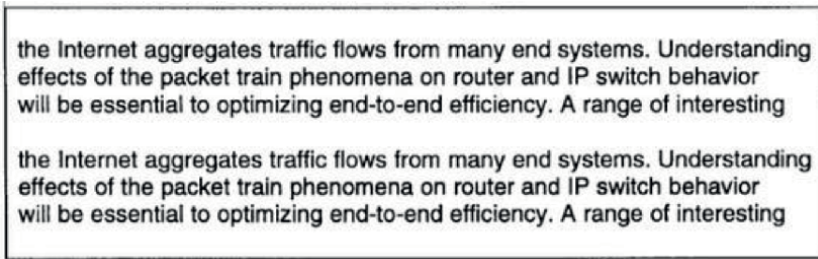 the Internet aggregates traffic flows from many end systems. Understanding
effects of the packet train phenomena on router and IP switch behavior
will be essential to optimizing end-to-end efficiency. A range of interesting
the Internet aggregates traffic flows from many end systems. Understanding
effects of the packet train phenomena on router and IP switch behavior
will be essential to optimizing end-to-end efficiency. A range of interesting